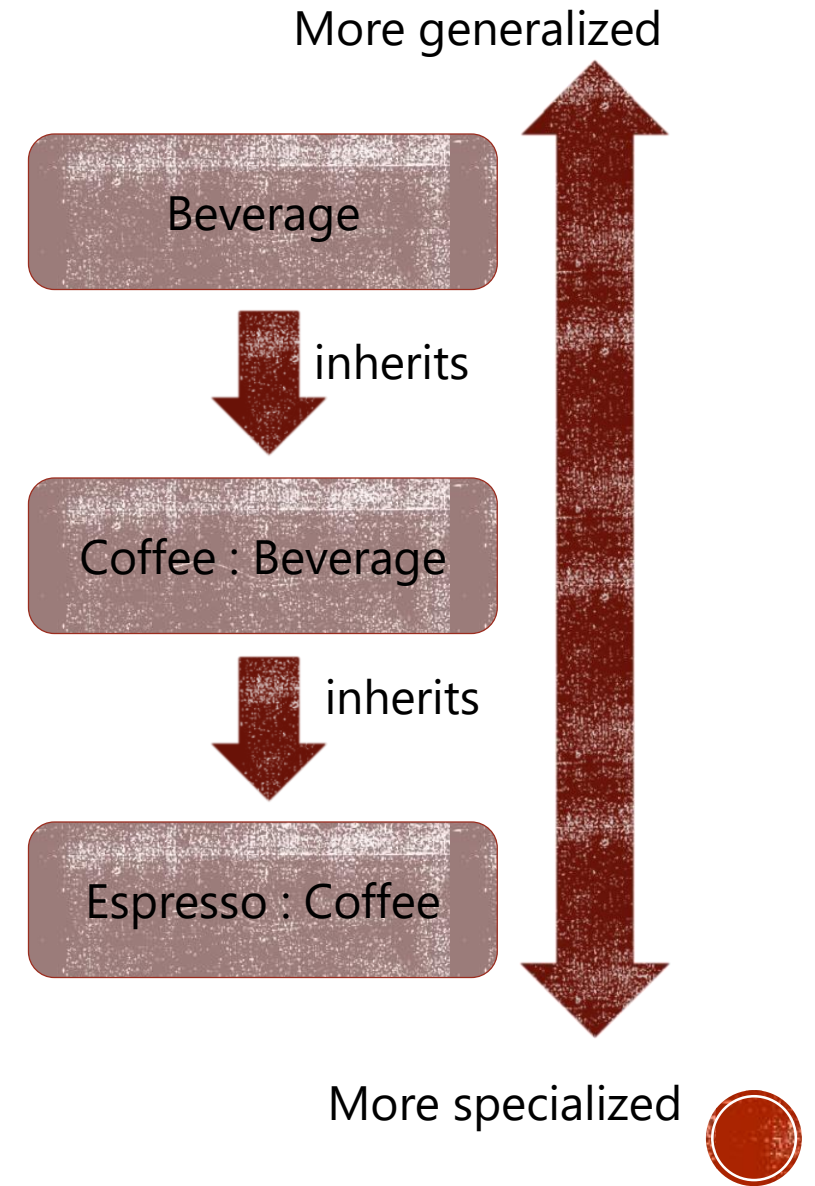 More generalized
Beverage
inherits
Coffee : Beverage
inherits
Espresso : Coffee
More specialized